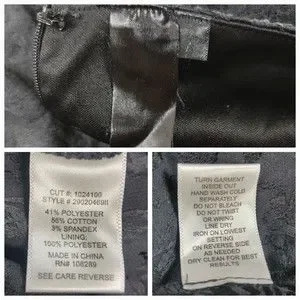 CUT #: 1024100
STYLE # 290204698
41% POLYESTER
56% COTTON
3% SPANDEX
LINING:
100% POLYESTER
MADE IN CHINA
RN# 108289
SEE CARE REVERSE
TURN GARMENT
INSIDE OUT
HAND WASH COLD
SEPARATELY
DO NOT BLEACH
DO NOT TWIST
OR WRING
LINE DRY
IRON ON LOWEST
SETTING
ON REVERSE SIDE
AS NEEDED
DRY CLEAN FOR BEST
RESULTS